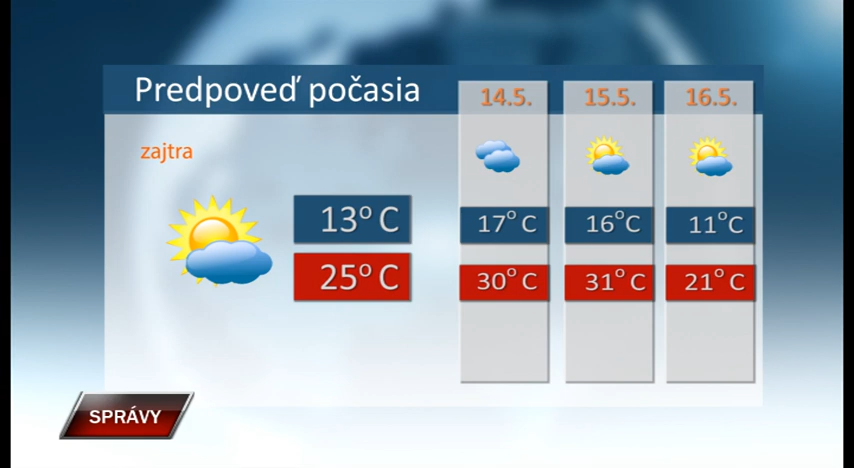 Predpoveď počasia
zajtra
13° C
25° C
14.5. 15.5. 16.5.
17° C 16°C 11°C
30° C 31° C 21° C
SPRÁVY